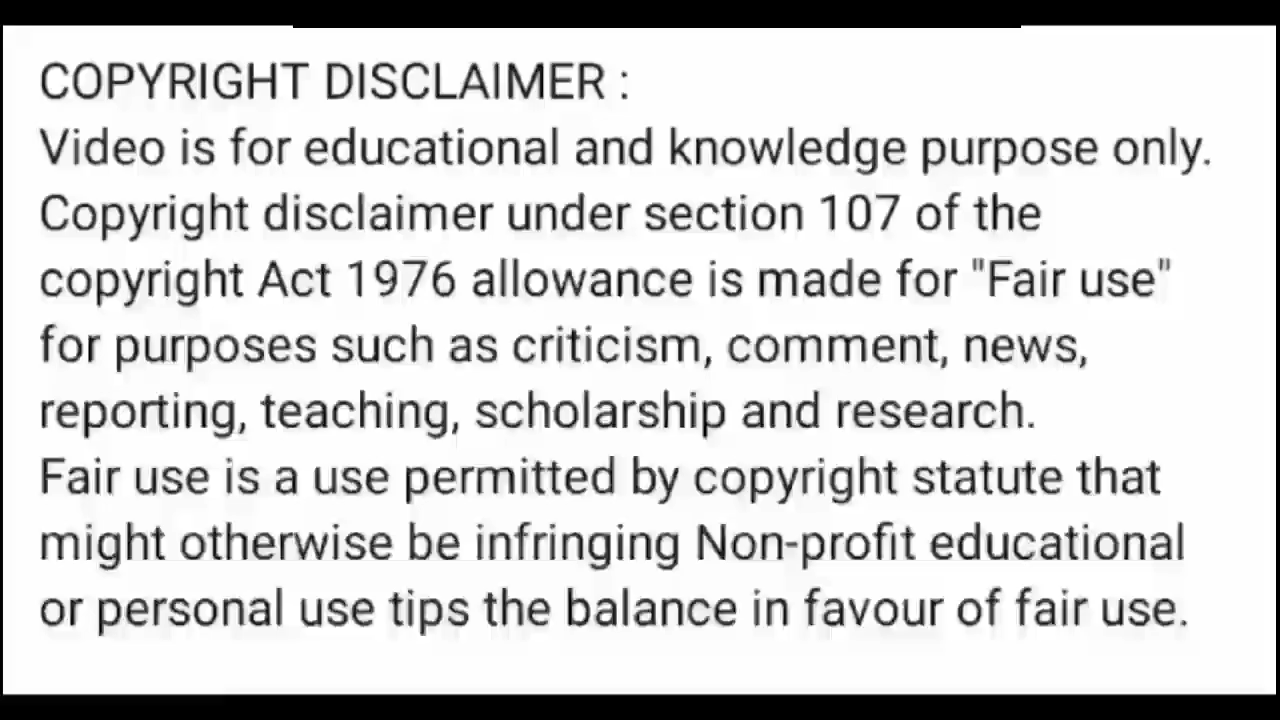 COPYRIGHT DISCLAIMER :
Video is for educational and knowledge purpose only.
Copyright disclaimer under section 107 of the
copyright Act 1976 allowance is made for "Fair use"
for purposes such as criticism, comment, news,
reporting, teaching, scholarship and research.
Fair use is a use permitted by copyright statute that
might otherwise be infringing Non-profit educational
or personal use tips the balance in favour of fair use.